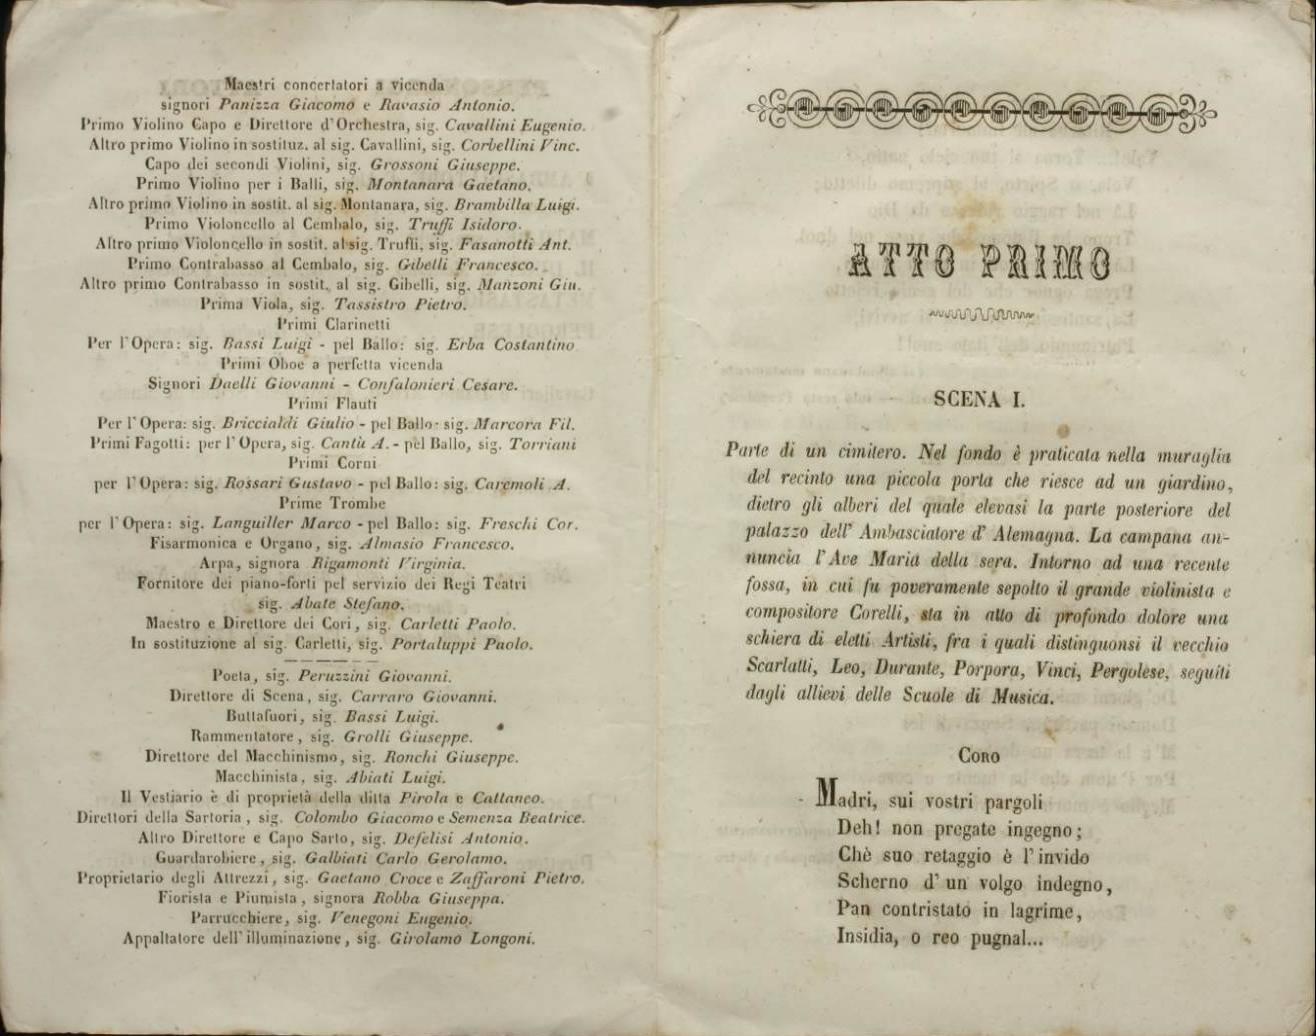 Maestri concertatori a vicenda
signori Panizza Giacomo e Ravasio Antonio.
Primo Violino Capo e Direttore d'Orchestra, sig. Cavallini Eugenio.
Altro primo Violino in sostituz. al sig. Cavallini, sig. Corbellini Vinc.
Capo dei secondi Violini, sig. Grossoni Giuseppe.
Primo Violino per i Balli, sig. Montanara Gaetano.
Altro primo Violino in sostit. al sig. Montanara, sig. Brambilla Luigi.
Primo Violoncello al Cembalo, sig. Truffi Isidoro.
Altro primo Violoncello in sostit. al sig. Truffi, sig. Fasanotti Ant.
Primo Contrabasso al Cembalo, sig. Gibelli Francesco.
Altro primo Contrabasso in sostit. al sig. Gibelli, sig. Manzoni Giu.
Prima Viola, sig. Tassistro Pietro.
Primi Clarinetti
Per l'Opera: sig. Bassi Luigi - pel Ballo: sig. Erba Costantino
Primi Oboe a perfetta vicenda
Signori Daelli Giovanni - Confalonieri Cesare.
Primi Flauti
Per l'Opera: sig. Briccialdi Giulio - pel Ballo: sig. Marcora Fil.
Primi Fagotti: per l'Opera, sig. Cantù A. - pel Ballo, sig. Torriani
Primi Corni
per l'Opera: sig. Rossari Gustavo - pel Ballo: sig. Caremoli A.
Prime Trombe
per l'Opera: sig. Languiller Marco - pel Ballo: sig. Freschi Cor.
Fisarmonica e Organo, sig. Almasio Francesco.
Arpa, signora Rigamonti Virginia.
Fornitore dei piano-forti pel servizio dei Regi Teatri
sig. Abate Stefano.
Maestro e Direttore dei Cori, sig. Carletti Paolo.
In sostituzione al sig. Carletti, sig. Portaluppi Paolo.
Poeta, sig. Peruzzini Giovanni.
Direttore di Scena, sig. Carraro Giovanni.
Buttafuori, sig. Bassi Luigi.
Rammentatore, sig. Grolli Giuseppe.
Direttore del Macchinismo, sig. Ronchi Giuseppe.
Macchinista, sig. Abiati Luigi.
Il Vestiario è di proprietà della ditta Pirola e Cattaneo.
Direttori della Sartoria, sig. Colombo Giacomo e Semenza Beatrice.
Altro Direttore e Capo Sarto, sig. Defelisi Antonio.
Guardarobiere, sig. Galbiati Carlo Gerolamo.
Proprietario degli Attrezzi, sig. Gaetano Croce e Zaffaroni Pietro.
Fiorista e Piumista, signora Robba Giuseppa.
Parrucchiere, sig. Venegoni Eugenio.
Appaltatore dell'illuminazione, sig. Girolamo Longoni.
ATTO PRIMO
SCENA I.
Parte di un cimitero. Nel fondo è praticata nella muraglia
del recinto una piccola porta che riesce ad un giardino,
dietro gli alberi del quale elevasi la parte posteriore del
palazzo dell' Ambasciatore d' Alemagna. La campana an-
nuncia l'Ave Maria della sera. Intorno ad una recente
fossa, in cui fu poveramente sepolto il grande violinista e
compositore Corelli, sta in atto di profondo dolore una
schiera di eletti Artisti, fra i quali distinguonsi il vecchio
Scarlatti, Leo, Durante, Porpora, Vinci, Pergolese, seguiti
dagli allievi delle Scuole di Musica.
CORO
Madri, sui vostri pargoli
Deh! non pregate ingegno;
Chè suo retaggio è l'invido
Scherno d' un volgo indegno,
Pan contristato in lagrime,
Insidia, o reo pugnal...